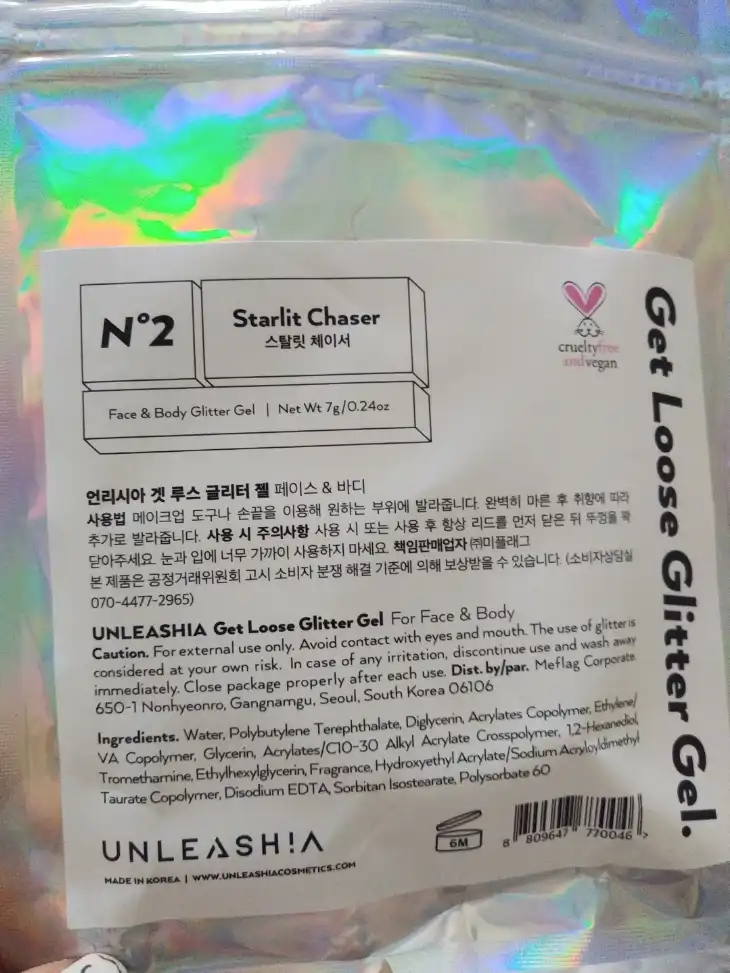 N°2
Starlit Chaser
스탈릿 체이서
Face & Body Glitter Gel | Net Wt 7g/0.24oz
crueltyfree
andvegan
Get Loose Glitter Gel.
언리시아 겟 루스 글리터 젤 페이스 & 바디
사용법 메이크업 도구나 손끝을 이용해 원하는 부위에 발라줍니다. 완벽히 마른 후 취향에 따라
추가로 발라줍니다. 사용 시 주의사항 사용 시 또는 사용 후 항상 리드를 먼저 닫은 뒤 뚜껑을 꽉
닫아주세요. 눈과 입에 너무 가까이 사용하지 마세요. 책임판매업자 ㈜미플래그
본 제품은 공정거래위원회 고시 소비자 분쟁 해결 기준에 의해 보상받을 수 있습니다. (소비자상담실
070-4477-2965)
UNLEASHIA Get Loose Glitter Gel For Face & Body
Caution. For external use only. Avoid contact with eyes and mouth. The use of glitter is
considered at your own risk. In case of any irritation, discontinue use and wash away
immediately. Close package properly after each use. Dist. by/par. Meflag Corporate.
650-1 Nonhyeonro, Gangnamgu, Seoul, South Korea 06106
Ingredients. Water, Polybutylene Terephthalate, Diglycerin, Acrylates Copolymer, Ethylene/
VA Copolymer, Glycerin, Acrylates/C10-30 Alkyl Acrylate Crosspolymer, 1,2-Hexanediol,
Tromethamine, Ethylhexylglycerin, Fragrance, Hydroxyethyl Acrylate/Sodium Acryloyldimethyl
Taurate Copolymer, Disodium EDTA, Sorbitan Isostearate, Polysorbate 60
UNLEASH!A
MADE IN KOREA | WWW.UNLEASHIACOSMETICS.COM
6M
8 809647 770046 >